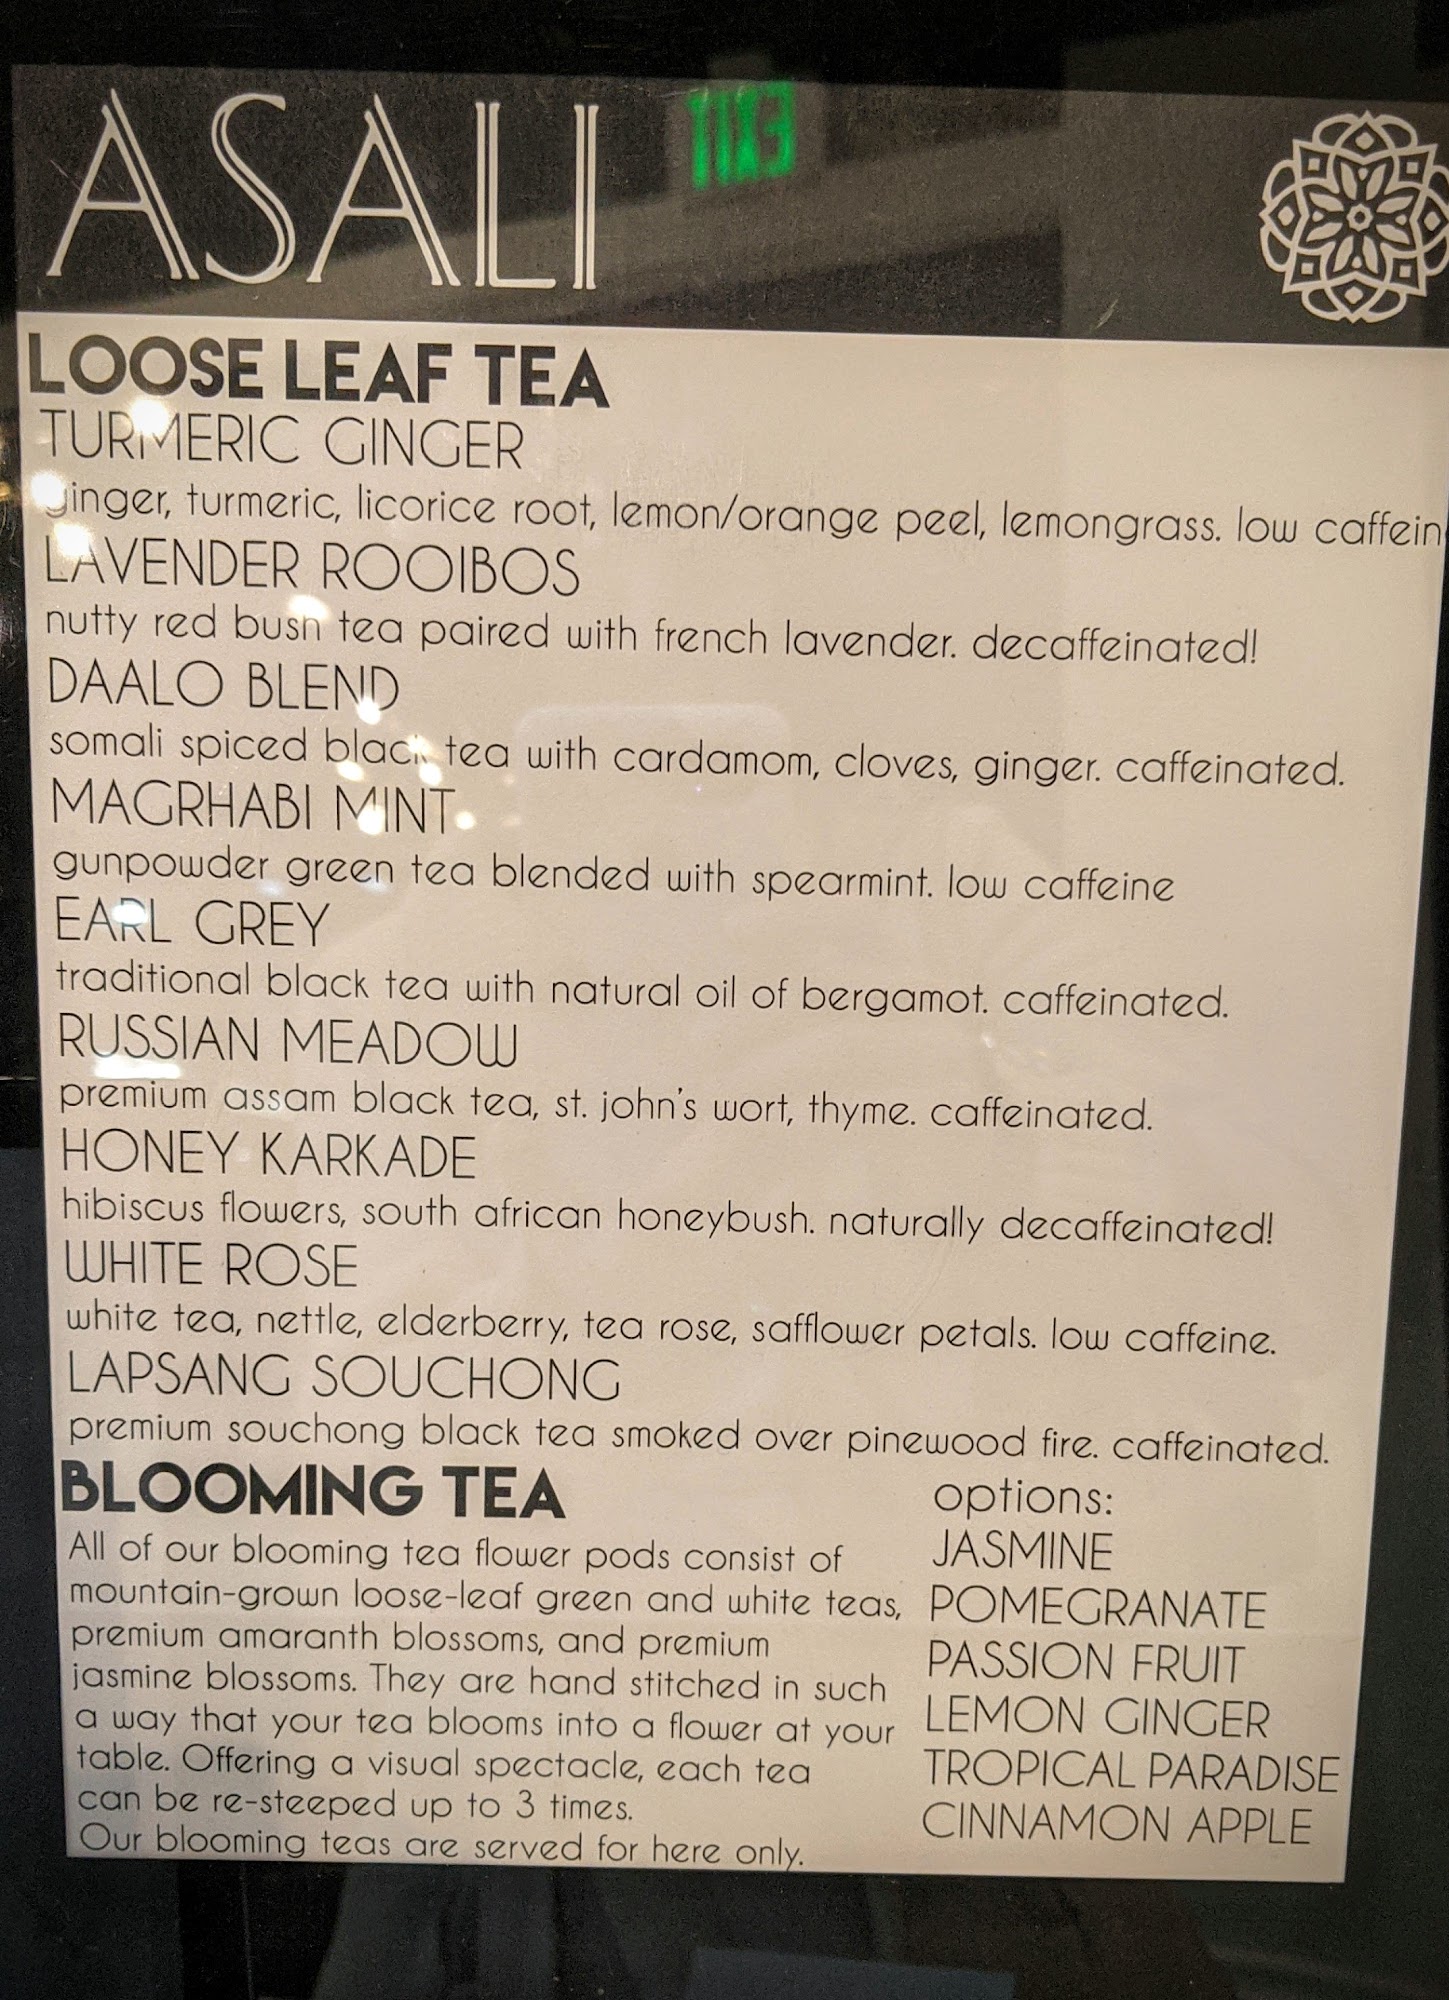 ASALI
EXIT
LOOSE LEAF TEA
TURMERIC GINGER
ginger, turmeric, licorice root, lemon/orange peel, lemongrass. low caffein
LAVENDER ROOIBOS
nutty red bush tea paired with french lavender. decaffeinated!
DAALO BLEND
somali spiced black tea with cardamom, cloves, ginger. caffeinated.
MAGRHABI MINT
gunpowder green tea blended with spearmint. low caffeine
EARL GREY
traditional black tea with natural oil of bergamot. caffeinated.
RUSSIAN MEADOW
premium assam black tea, st. john's wort, thyme. caffeinated.
HONEY KARKADE
hibiscus flowers, south african honeybush. naturally decaffeinated!
WHITE ROSE
white tea, nettle, elderberry, tea rose, safflower petals. low caffeine.
LAPSANG SOUCHONG
premium souchong black tea smoked over pinewood fire. caffeinated.
BLOOMING TEA
All of our blooming tea flower pods consist of
mountain-grown loose-leaf green and white teas,
premium amaranth blossoms, and premium
jasmine blossoms. They are hand stitched in such
a way that your tea blooms into a flower at your
table. Offering a visual spectacle, each tea
can be re-steeped up to 3 times.
Our blooming teas are served for here only.
options:
JASMINE
POMEGRANATE
PASSION FRUIT
LEMON GINGER
TROPICAL PARADISE
CINNAMON APPLE